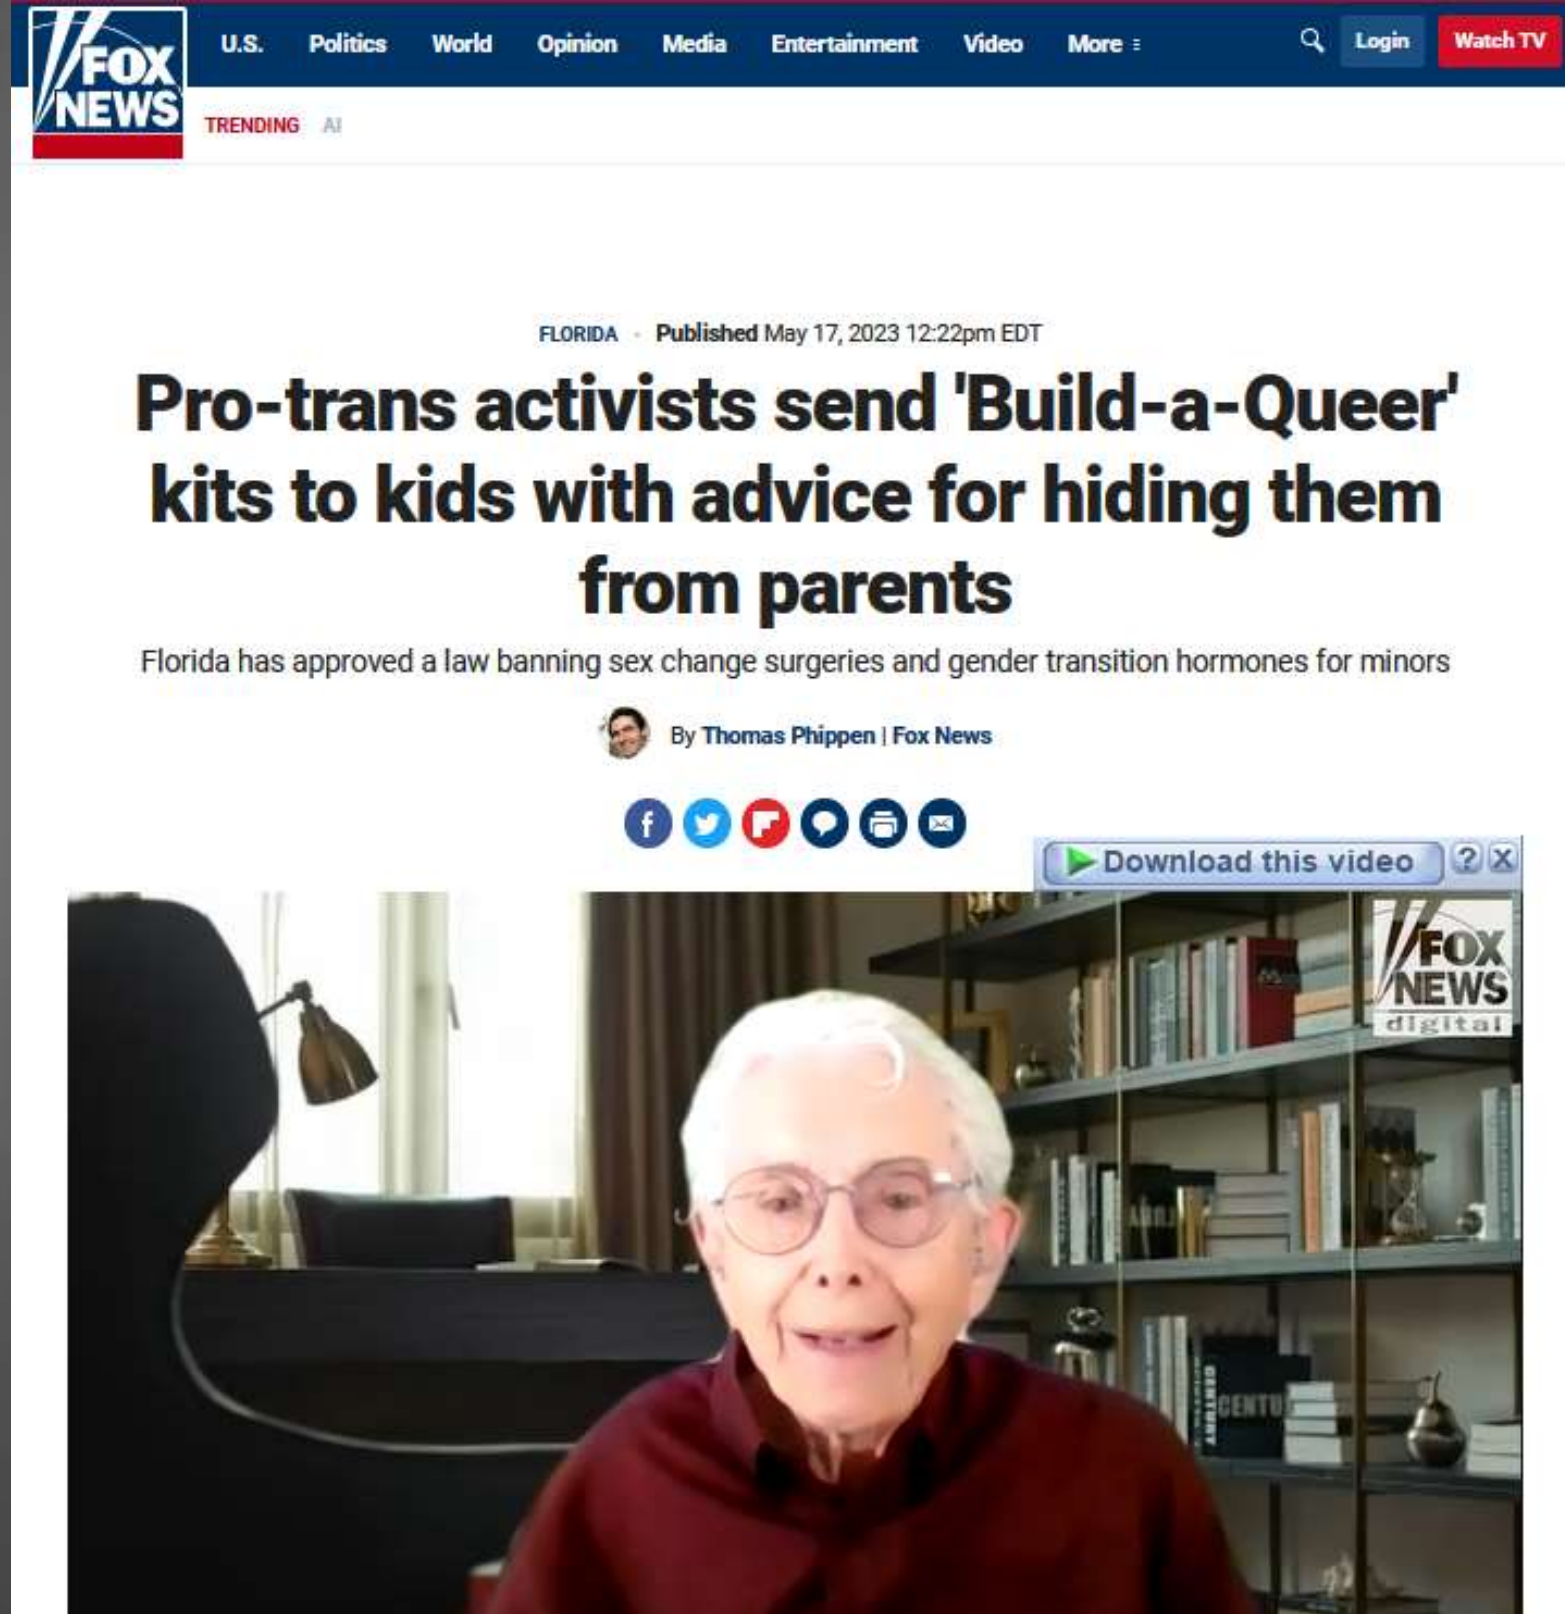 FOX
NEWS
U.S. Politics World Opinion Media Entertainment Video More Login Watch TV
TRENDING AI
FLORIDA - Published May 17, 2023 12:22pm EDT
Pro-trans activists send 'Build-a-Queer'
kits to kids with advice for hiding them
from parents
Florida has approved a law banning sex change surgeries and gender transition hormones for minors
By Thomas Phippen | Fox News
Download this video ? X
FOX
NEWS
digital
CENTURY